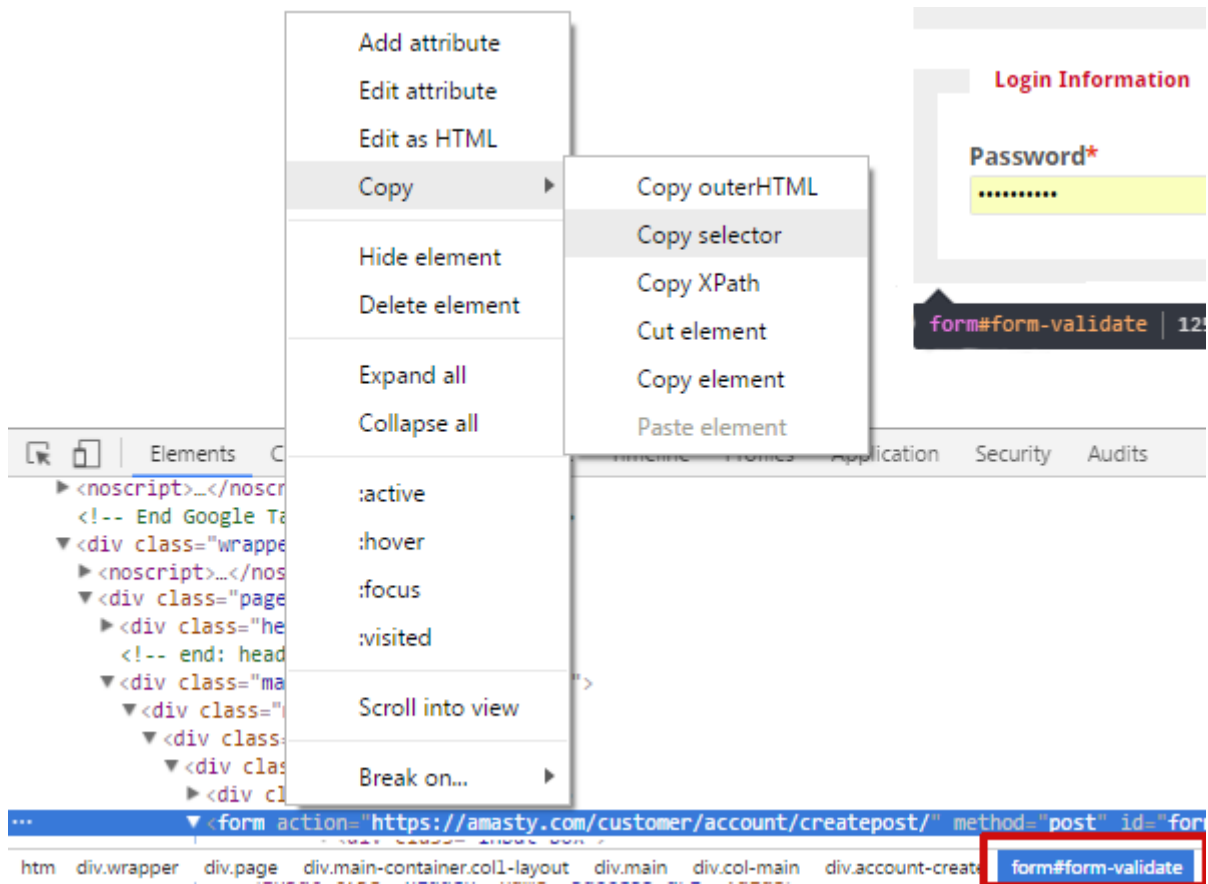 Add attribute
Edit attribute
Edit as HTML
Copy
Hide element
Delete element
Expand all
Collapse all
:active
:hover
:focus
:visited
Scroll into view
Break on...
Copy outerHTML
Copy selector
Copy XPath
Cut element
Copy element
Paste element
Login Information
Password*
••••••••••
form#form-validate | 125
Elements C Timeline Profiles Application Security Audits
<noscript>…</noscr
<!-- End Google Ta
<div class="wrappe
<noscript>…</nos
<div class="page
<div class="he
<!-- end: head
<div class="ma ">
<div class="
<div class
<div clas
<div cl
... <form action="https://amasty.com/customer/account/createpost/" method="post" id="for
htm div.wrapper div.page div.main-container.col1-layout div.main div.col-main div.account-create form#form-validate